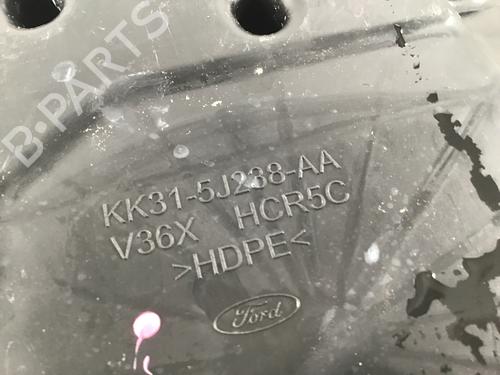 B-PARTS
KK31-5J238-AA
V36X HCR5C
>HDPE<
Ford